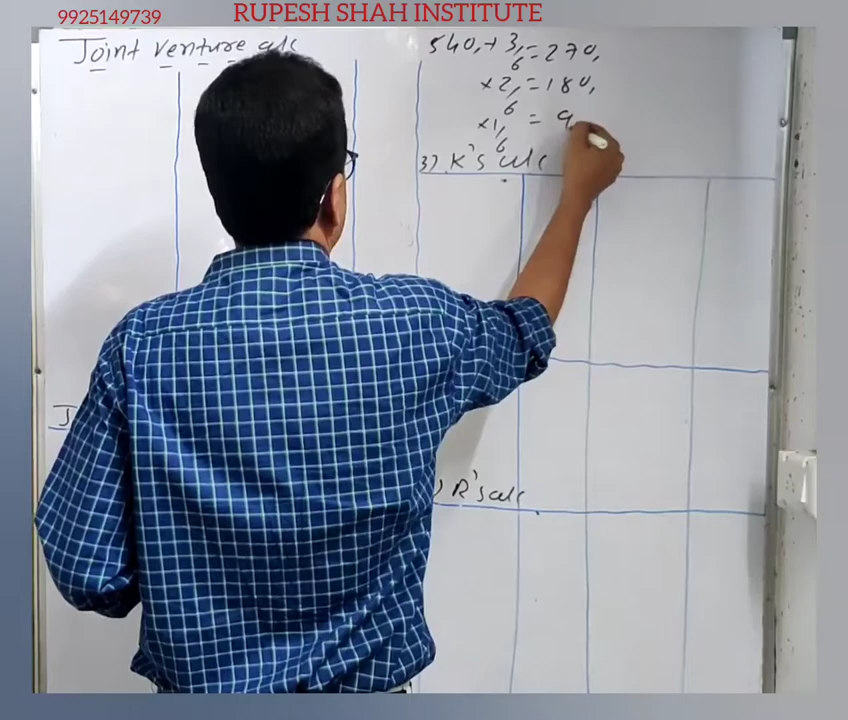 9925149739
RUPESH SHAH INSTITUTE
Joint venture a/c
540,× 3/6 = 270,
×2/6 = 180,
×1/6 = 9
3) K's a/c
J
) R's a/c